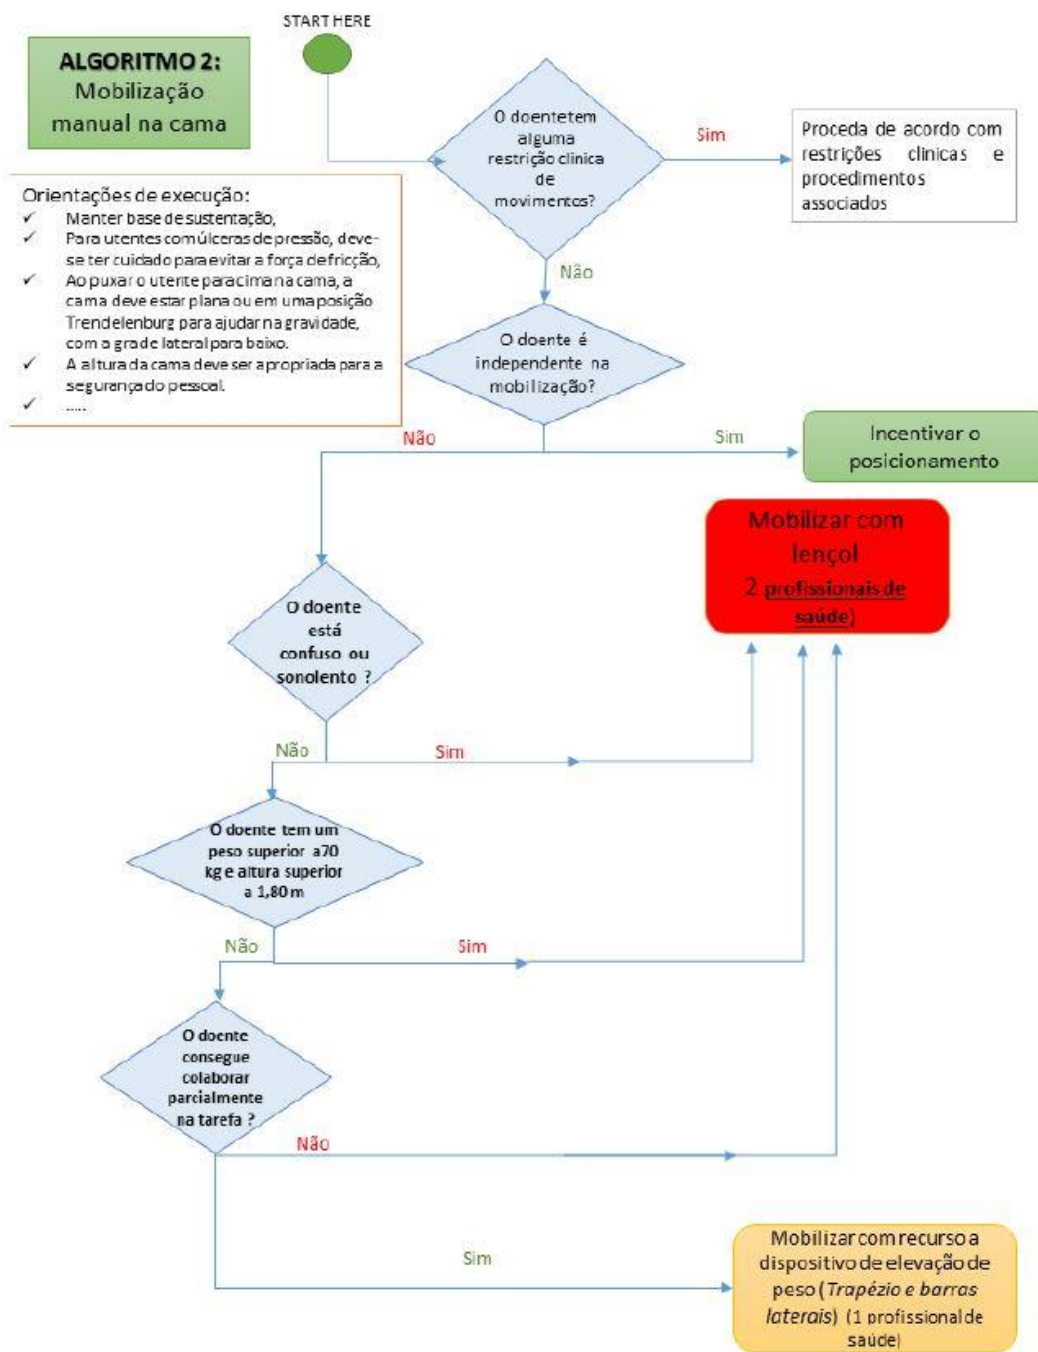 START HERE
ALGORITMO 2:
Mobilização
manual na cama
O doentetem
alguma
restrição clinica
de
movimentos?
Sim
Proceda de acordo com
restrições clinicas e
procedimentos
associados
Orientações de execução:
✓ Manter base de sustentação,
✓ Para utentes com úlceras de pressão, deve-
se ter cuidado para evitar a força de fricção,
✓ Ao puxar o utente para cima na cama, a
cama deve estar plana ou em uma posição
Trendelenburg para ajudar na gravidade,
com a grade lateral para baixo.
✓ A altura da cama deve ser apropriada para a
segurança do pessoal.
✓ .....
Não
O doente é
independente na
mobilização?
Não
Sim
Incentivar o
posicionamento
Mobilizar com
lençol
2 profissionais de
saúde)
O doente
está
confuso ou
sonolento ?
Não
Sim
O doente tem um
peso superior a70
kg e altura superior
a 1,80 m
Não
Sim
O doente
consegue
colaborar
parcialmente
na tarefa ?
Não
Sim
Mobilizar com recurso a
dispositivo de elevação de
peso (Trapézio e barras
laterais) (1 profissional de
saúde)